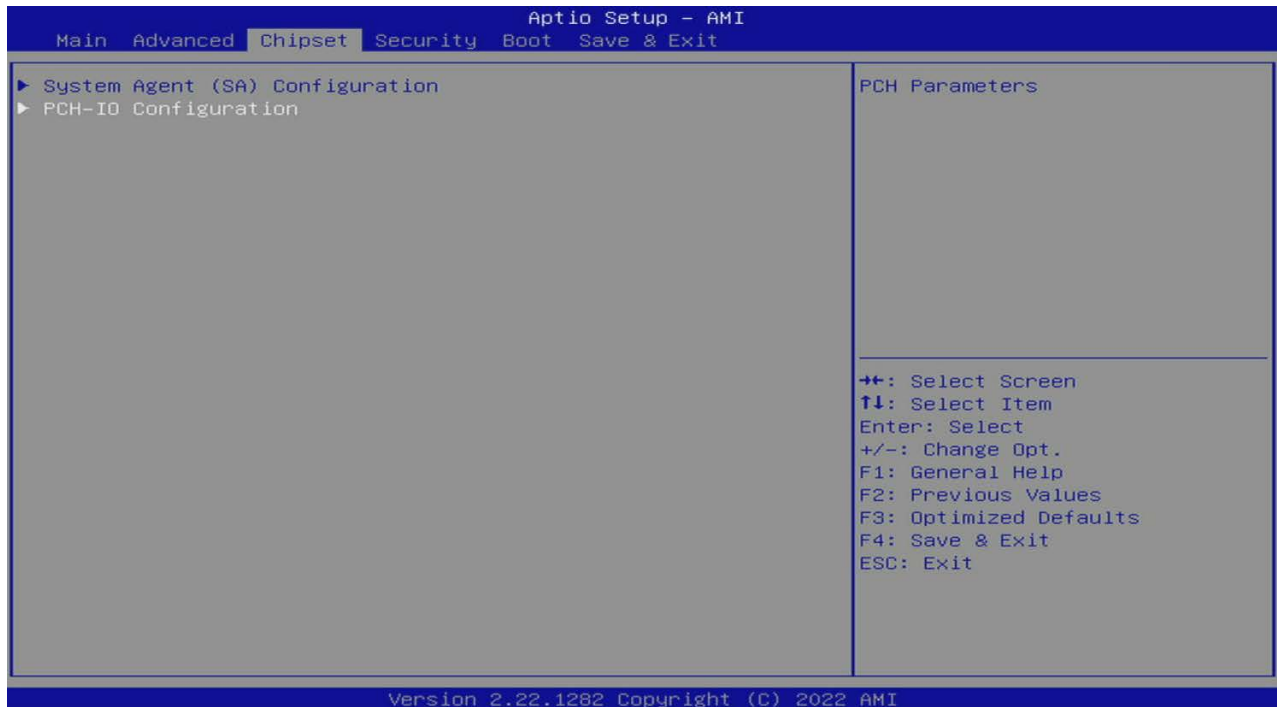 Aptio Setup – AMI
Main Advanced Chipset Security Boot Save & Exit
▶ System Agent (SA) Configuration
▶ PCH-IO Configuration
PCH Parameters
→←: Select Screen
↑↓: Select Item
Enter: Select
+/-: Change Opt.
F1: General Help
F2: Previous Values
F3: Optimized Defaults
F4: Save & Exit
ESC: Exit
Version 2.22.1282 Copyright (C) 2022 AMI